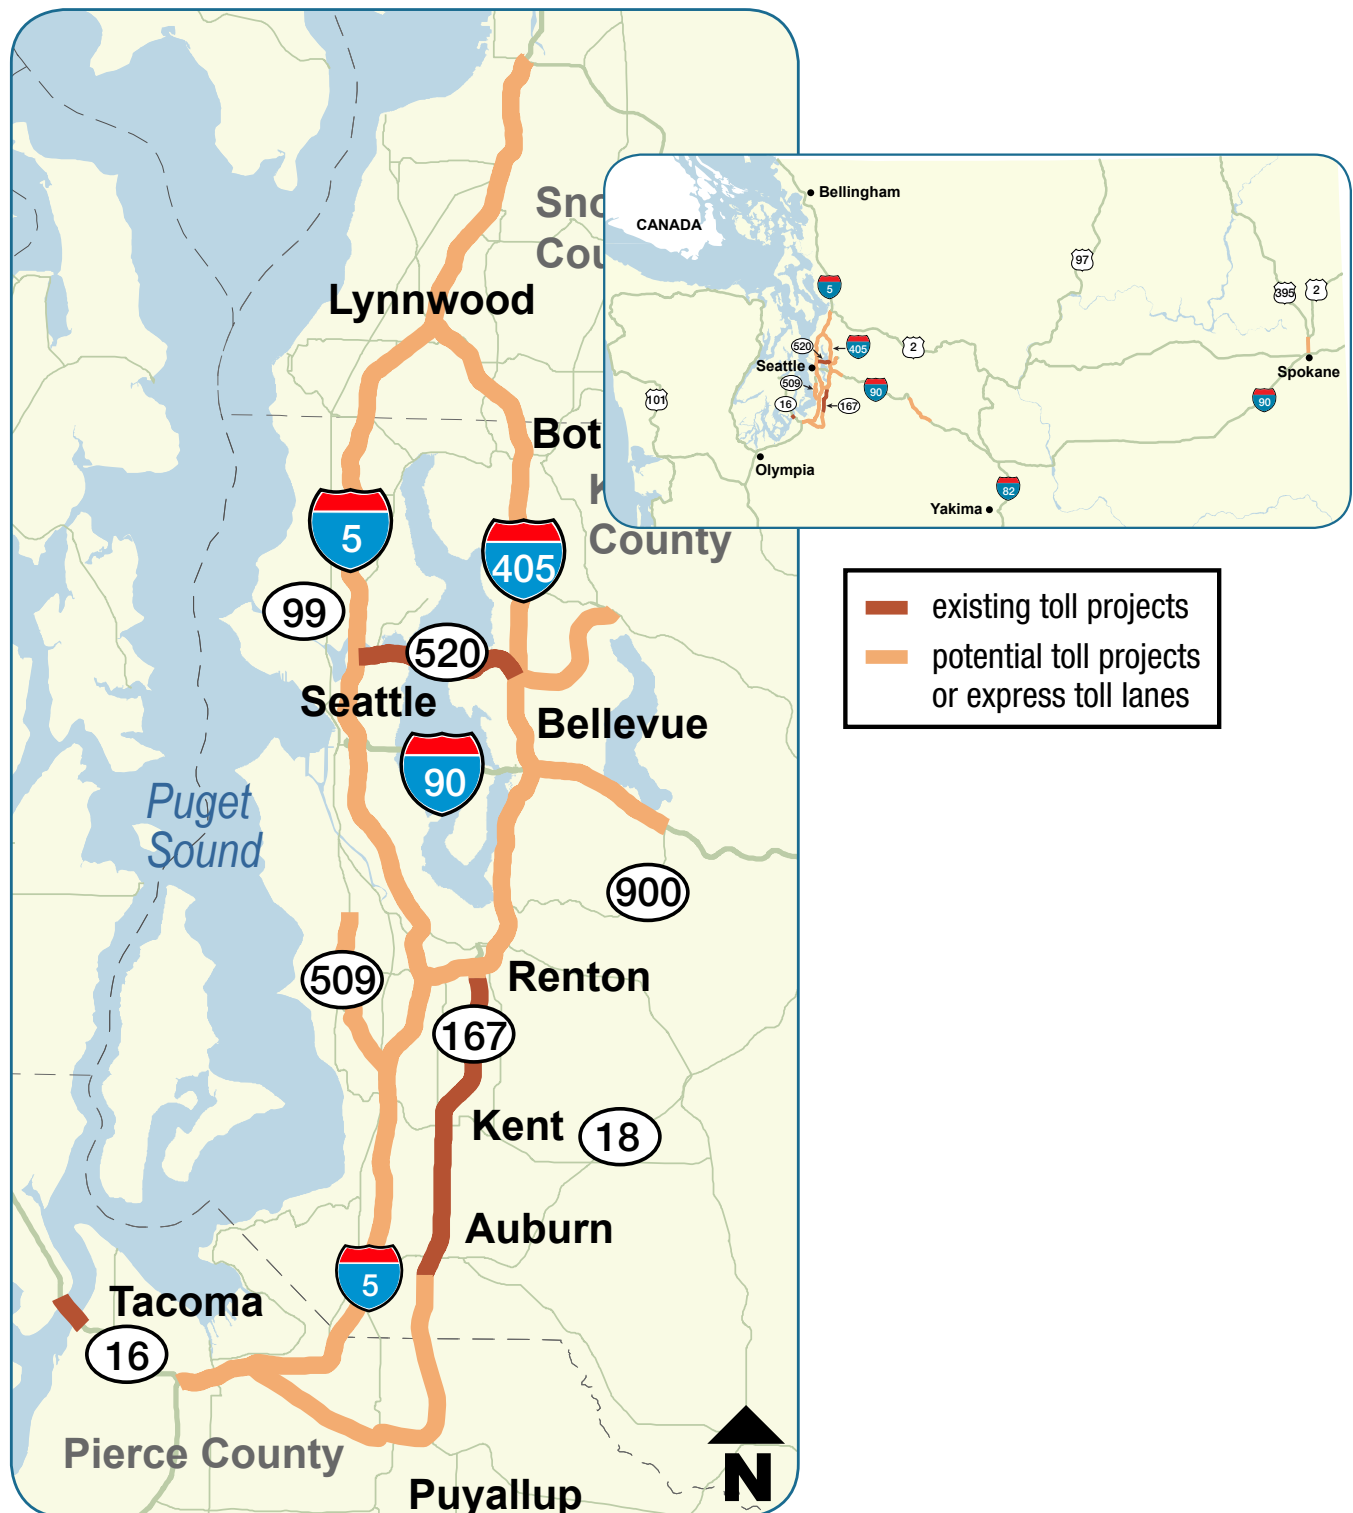 Sno
Cou
Lynnwood
Bot
K
County
5
405
99
520
Seattle
Bellevue
90
Puget
Sound
900
509
Renton
167
Kent
18
Auburn
5
Tacoma
16
Pierce County
Puyallup
N
Bellingham
CANADA
97
5
395
2
520
405
2
Seattle
Spokane
509
90
101
16
167
90
Olympia
82
Yakima
existing toll projects
potential toll projects
or express toll lanes